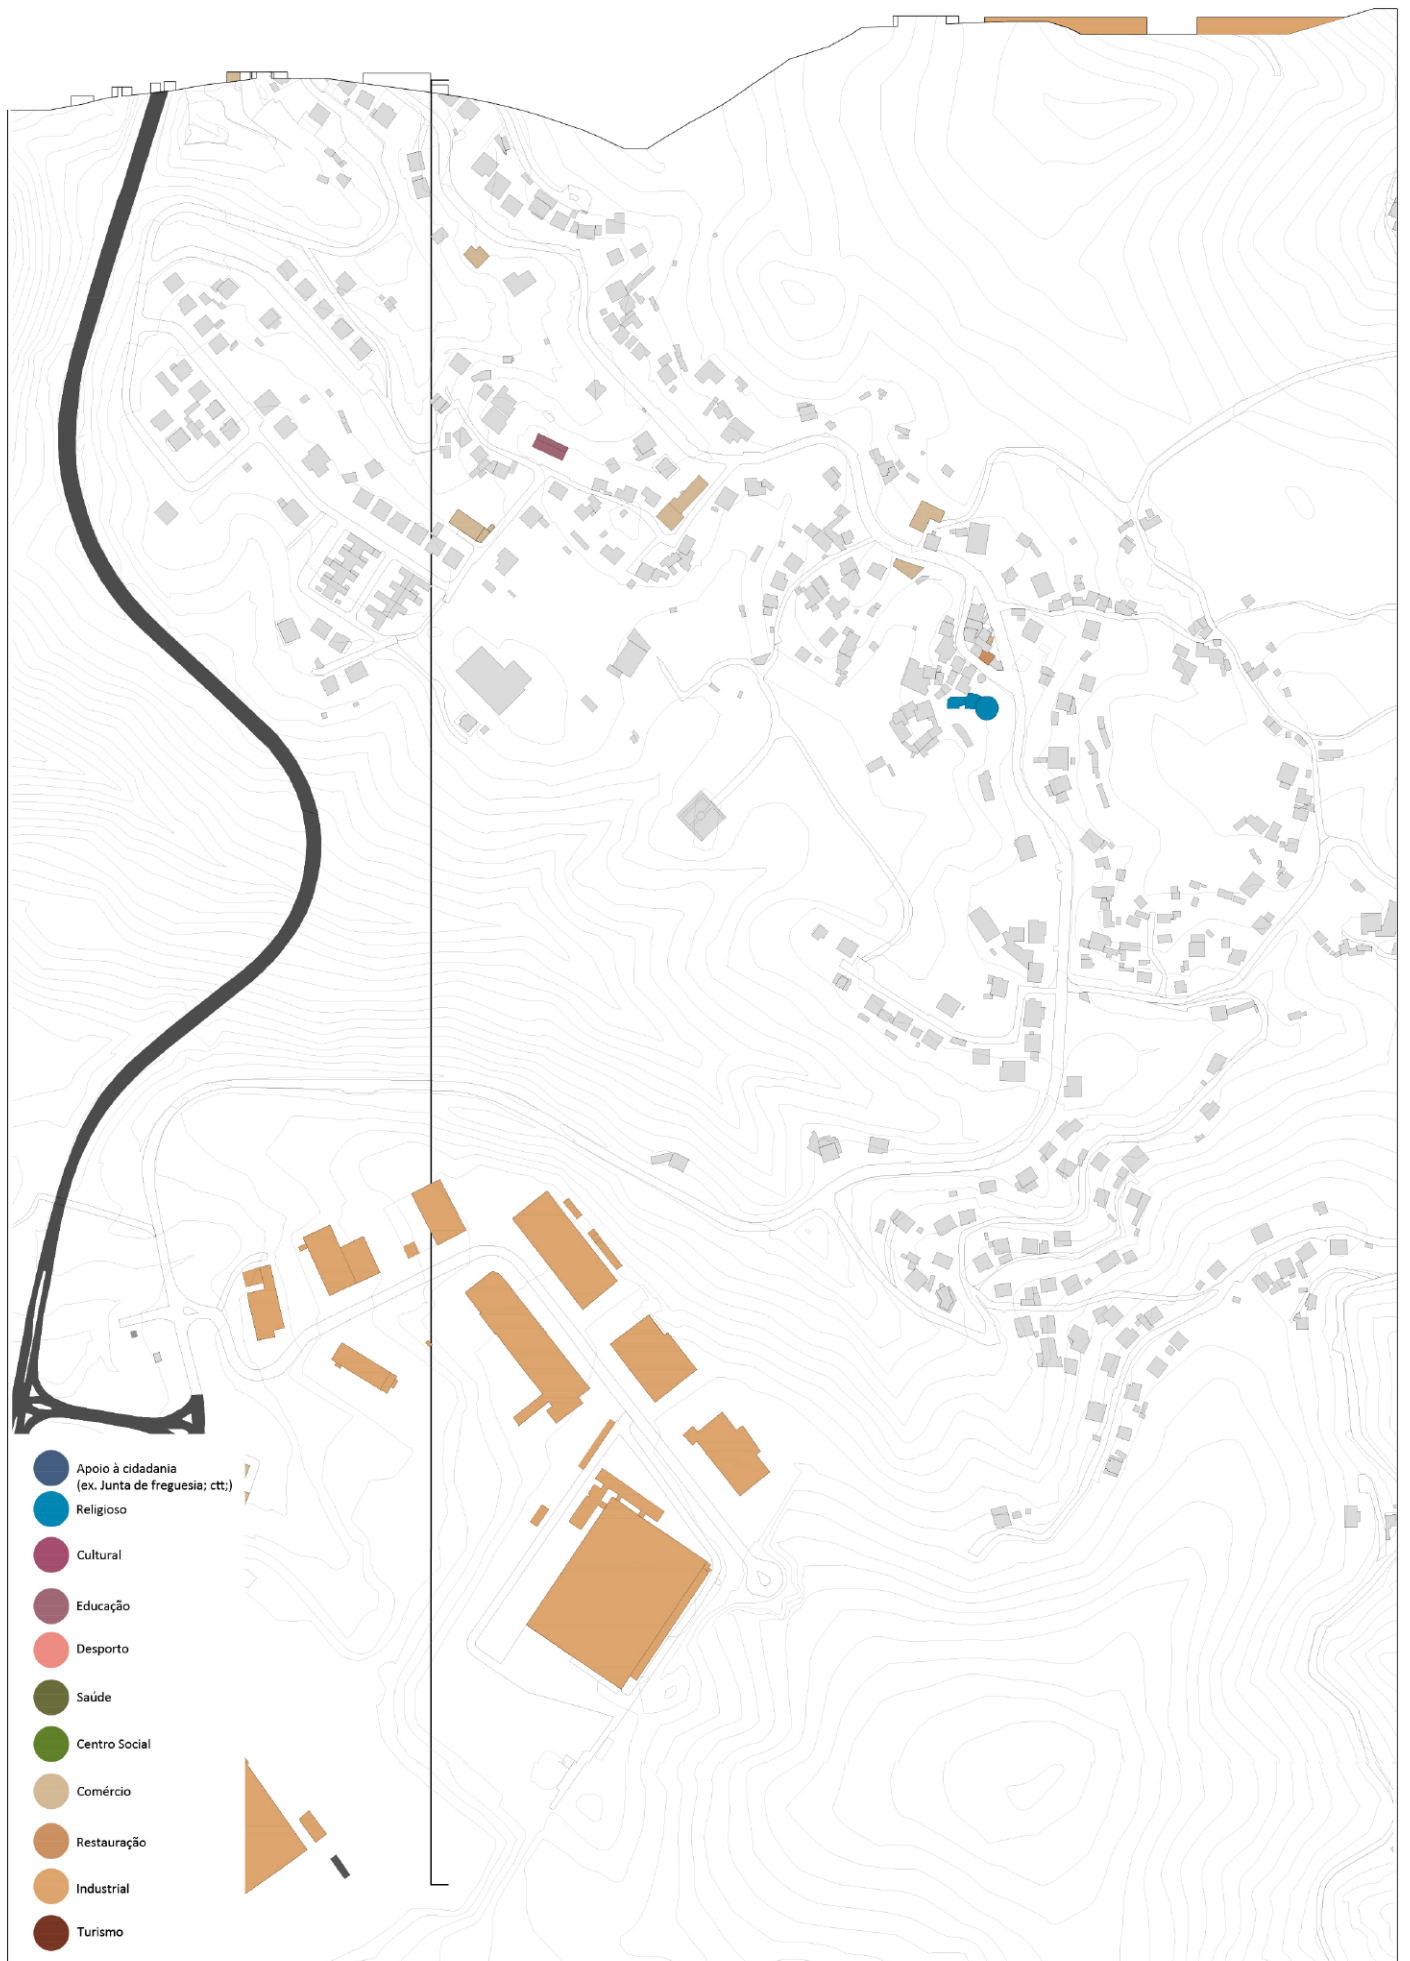 Apoio à cidadania
(ex. Junta de freguesia; ctt;)
Religioso
Cultural
Educação
Desporto
Saúde
Centro Social
Comércio
Restauração
Industrial
Turismo